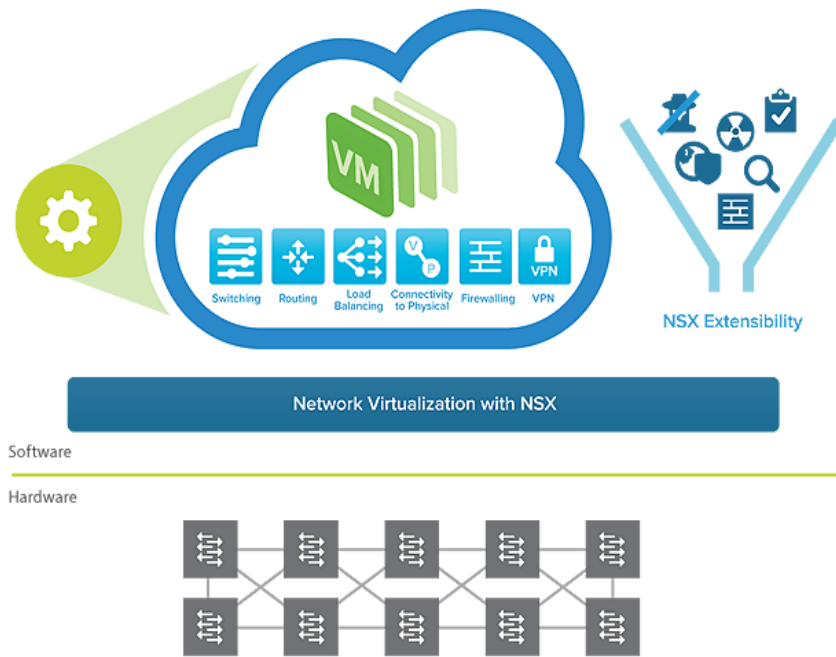 VM
V
P
VPN
Switching
Routing
Load
Balancing
Connectivity
to Physical
Firewalling
VPN
NSX Extensibility
Network Virtualization with NSX
Software
Hardware